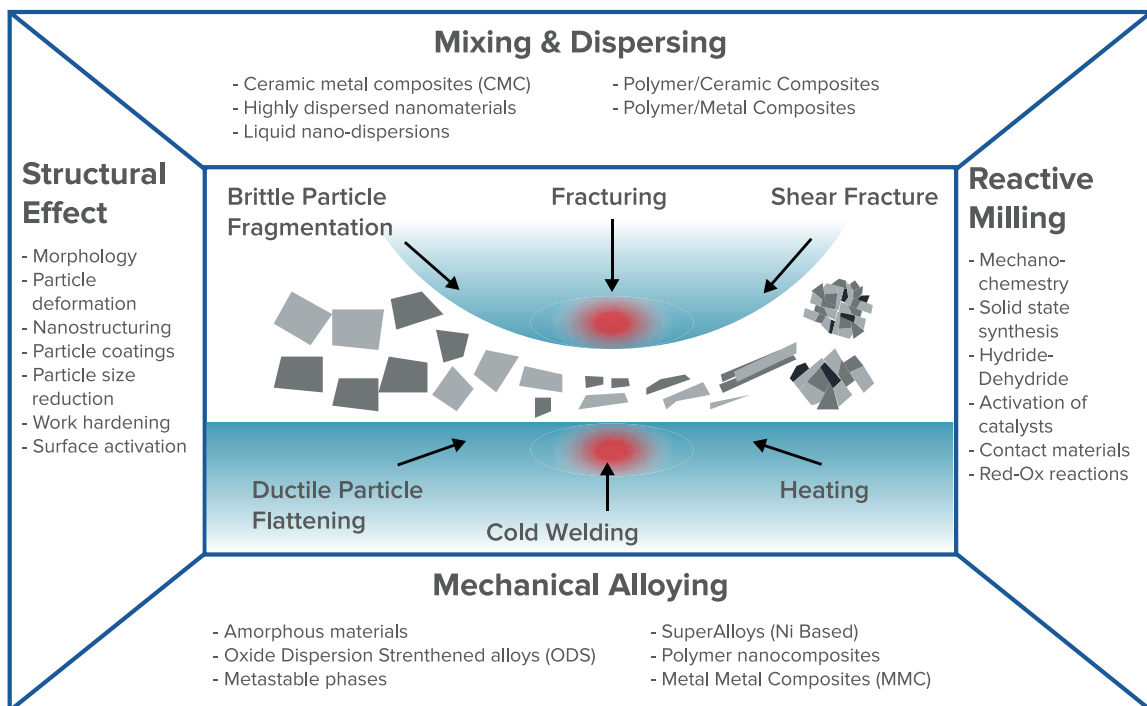 Mixing & Dispersing
- Ceramic metal composites (CMC)
- Highly dispersed nanomaterials
- Liquid nano-dispersions
- Polymer/Ceramic Composites
- Polymer/Metal Composites
Structural
Effect
- Morphology
- Particle
deformation
- Nanostructuring
- Particle coatings
- Particle size
reduction
- Work hardening
- Surface activation
Brittle Particle
Fragmentation
Fracturing
Shear Fracture
Ductile Particle
Flattening
Cold Welding
Heating
Reactive
Milling
- Mechano-
chemestry
- Solid state
synthesis
- Hydride-
Dehydride
- Activation of
catalysts
- Contact materials
- Red-Ox reactions
Mechanical Alloying
- Amorphous materials
- Oxide Dispersion Strenthened alloys (ODS)
- Metastable phases
- SuperAlloys (Ni Based)
- Polymer nanocomposites
- Metal Metal Composites (MMC)